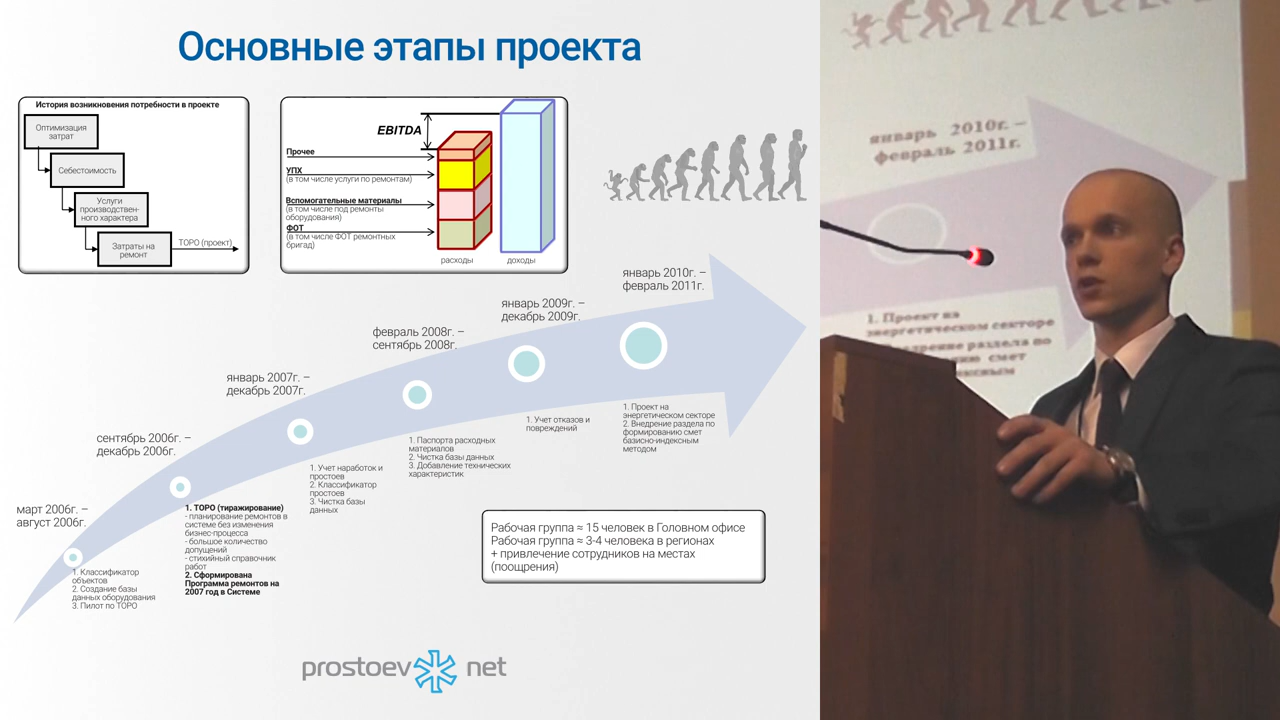 Основные этапы проекта
История возникновения потребности в проекте
Оптимизация
затрат
Себестоимость
Услуги
производствен-
ного характера
Затраты на
ремонт
ТОРО (проект)
EBITDA
Прочее
УПХ
(в том числе услуги по ремонтам)
Вспомогательные материалы
(в том числе под ремонты
оборудования)
ФОТ
(в том числе ФОТ ремонтных
бригад)
расходы
доходы
март 2006г. –
август 2006г.
1. Классификатор
объектов
2. Создание базы
данных оборудования
3. Пилот по ТОРО
сентябрь 2006г. –
декабрь 2006г.
1. ТОРО (тиражирование)
- планирование ремонтов в
системе без изменения
бизнес-процесса
- большое количество
допущений
- стихийный справочник
работ
2. Сформирована
Программа ремонтов на
2007 год в Системе
январь 2007г. –
декабрь 2007г.
1. Учет наработок и
простоев
2. Классификатор
простоев
3. Чистка базы
данных
февраль 2008г. –
сентябрь 2008г.
1. Паспорта расходных
материалов
2. Чистка базы данных
3. Добавление технических
характеристик
январь 2009г. –
декабрь 2009г.
1. Учет отказов и
повреждений
январь 2010г. –
февраль 2011г.
1. Проект на
энергетическом секторе
2. Внедрение раздела по
формированию смет
базисно-индексным
методом
Рабочая группа ≈ 15 человек в Головном офисе
Рабочая группа ≈ 3-4 человека в регионах
+ привлечение сотрудников на местах
(поощрения)
prostoev net
январь 2010г. –
февраль 2011г.
1. Проект на
энергетическом секторе
раздела по
смет